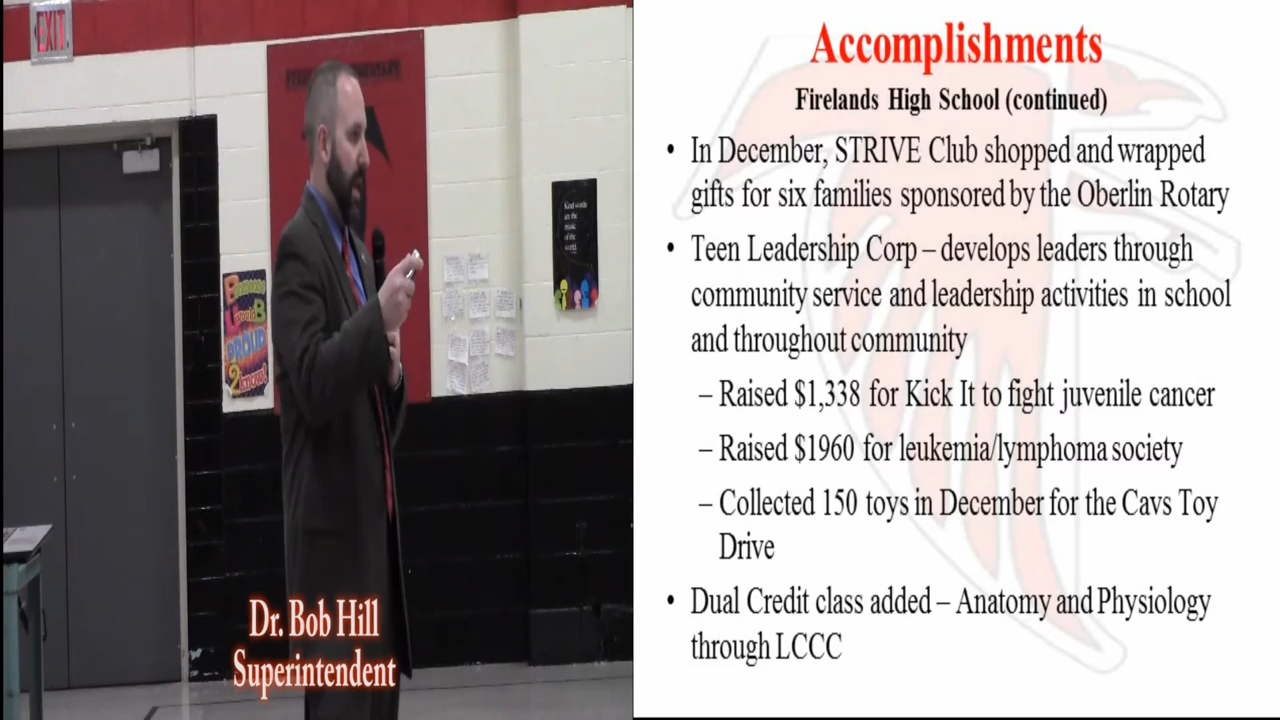 EXIT
Kind words
are the
music
of the
world.
PROUD
2 know!
Dr. Bob Hill
Superintendent
Accomplishments
Firelands High School (continued)
• In December, STRIVE Club shopped and wrapped
gifts for six families sponsored by the Oberlin Rotary
• Teen Leadership Corp – develops leaders through
community service and leadership activities in school
and throughout community
– Raised $1,338 for Kick It to fight juvenile cancer
– Raised $1960 for leukemia/lymphoma society
– Collected 150 toys in December for the Cavs Toy
Drive
• Dual Credit class added – Anatomy and Physiology
through LCCC